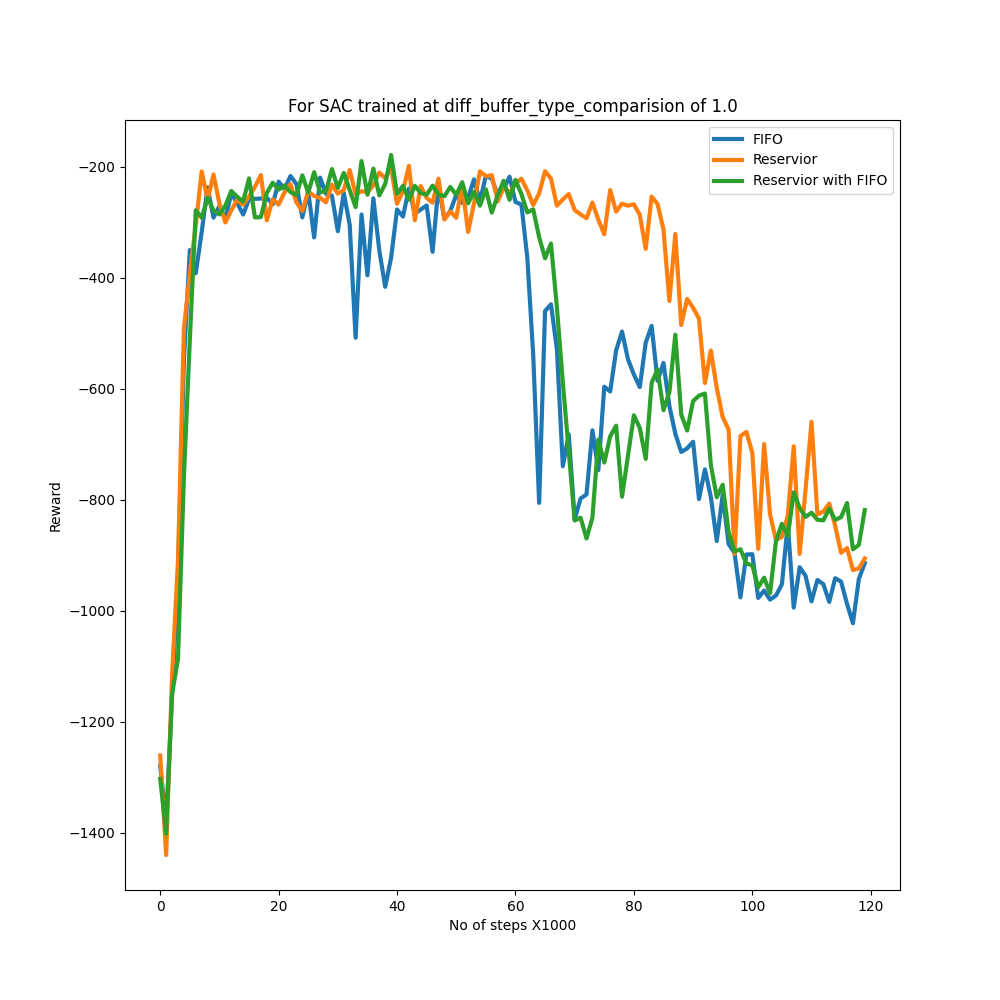 For SAC trained at diff_buffer_type_comparision of 1.0
FIFO
Reservior
Reservior with FIFO
−200
−400
−600
−800
−1000
−1200
−1400
Reward
0 20 40 60 80 100 120
No of steps X1000